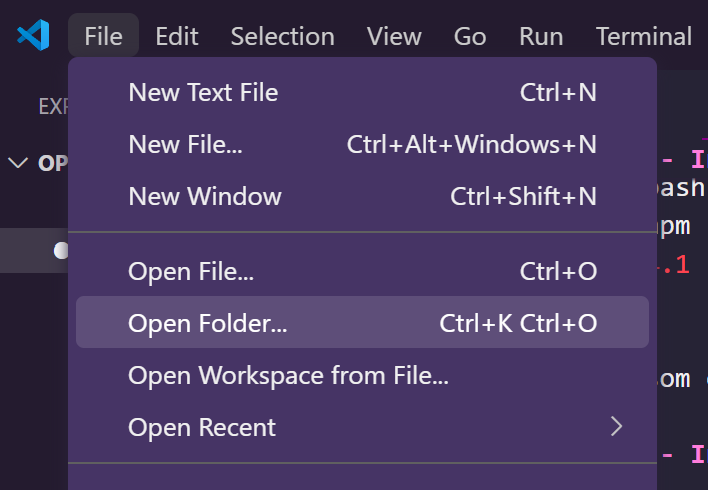 File Edit Selection View Go Run Terminal
New Text File Ctrl+N
New File... Ctrl+Alt+Windows+N
New Window Ctrl+Shift+N
Open File... Ctrl+O
Open Folder... Ctrl+K Ctrl+O
Open Workspace from File...
Open Recent